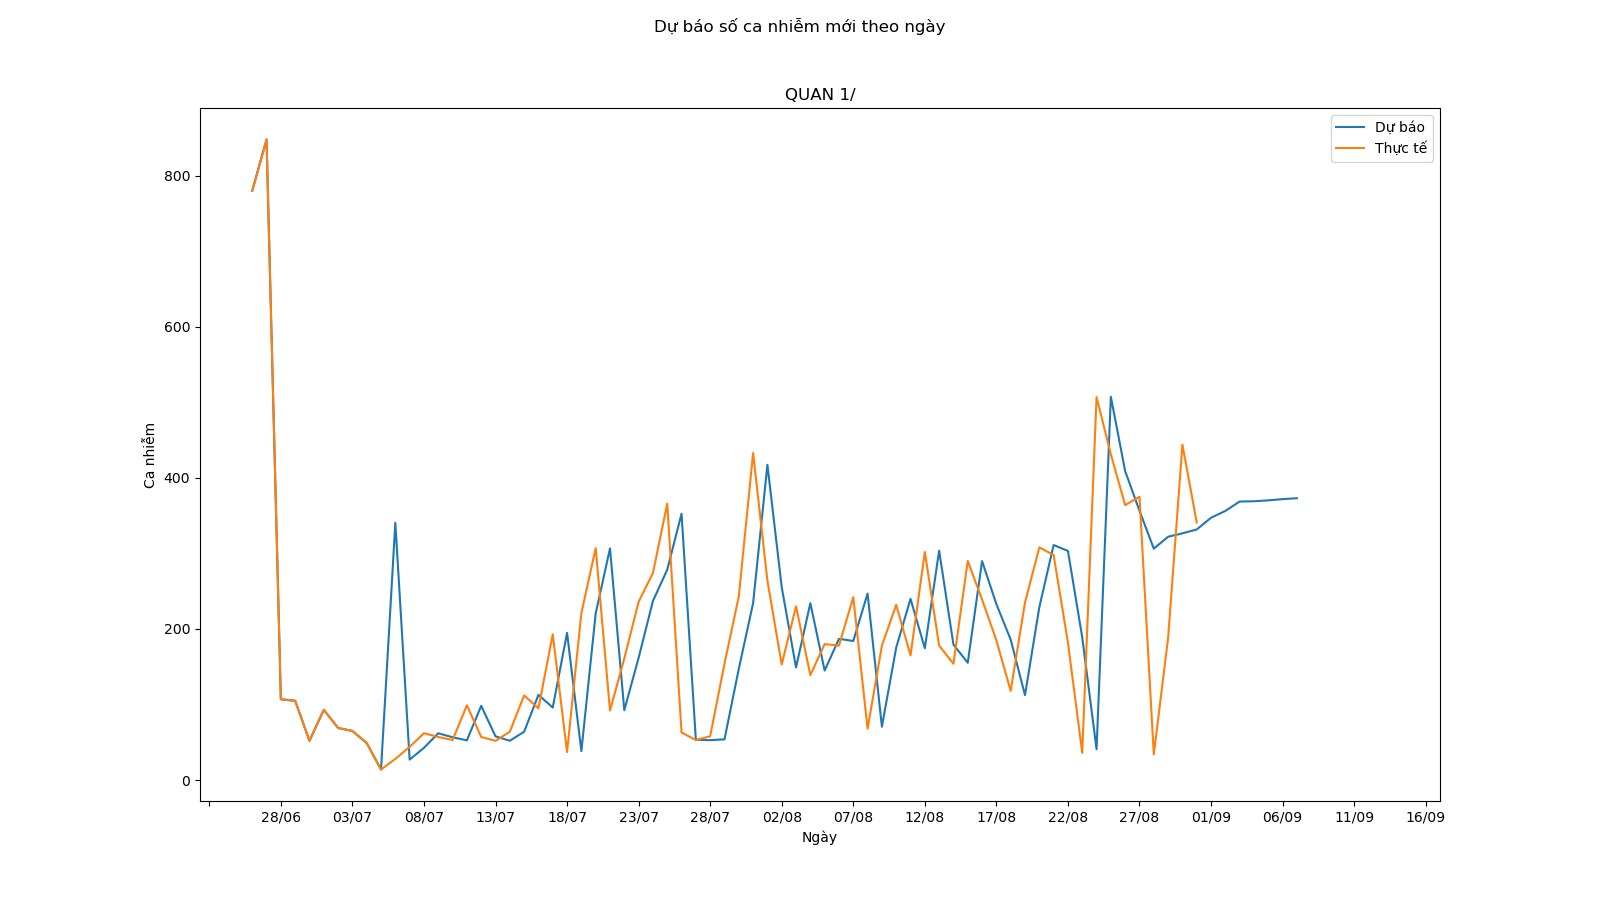 Dự báo số ca nhiễm mới theo ngày
QUAN 1/
Dự báo
Thực tế
800
600
400
200
0
Ca nhiễm
28/06 03/07 08/07 13/07 18/07 23/07 28/07 02/08 07/08 12/08 17/08 22/08 27/08 01/09 06/09 11/09 16/09
Ngày